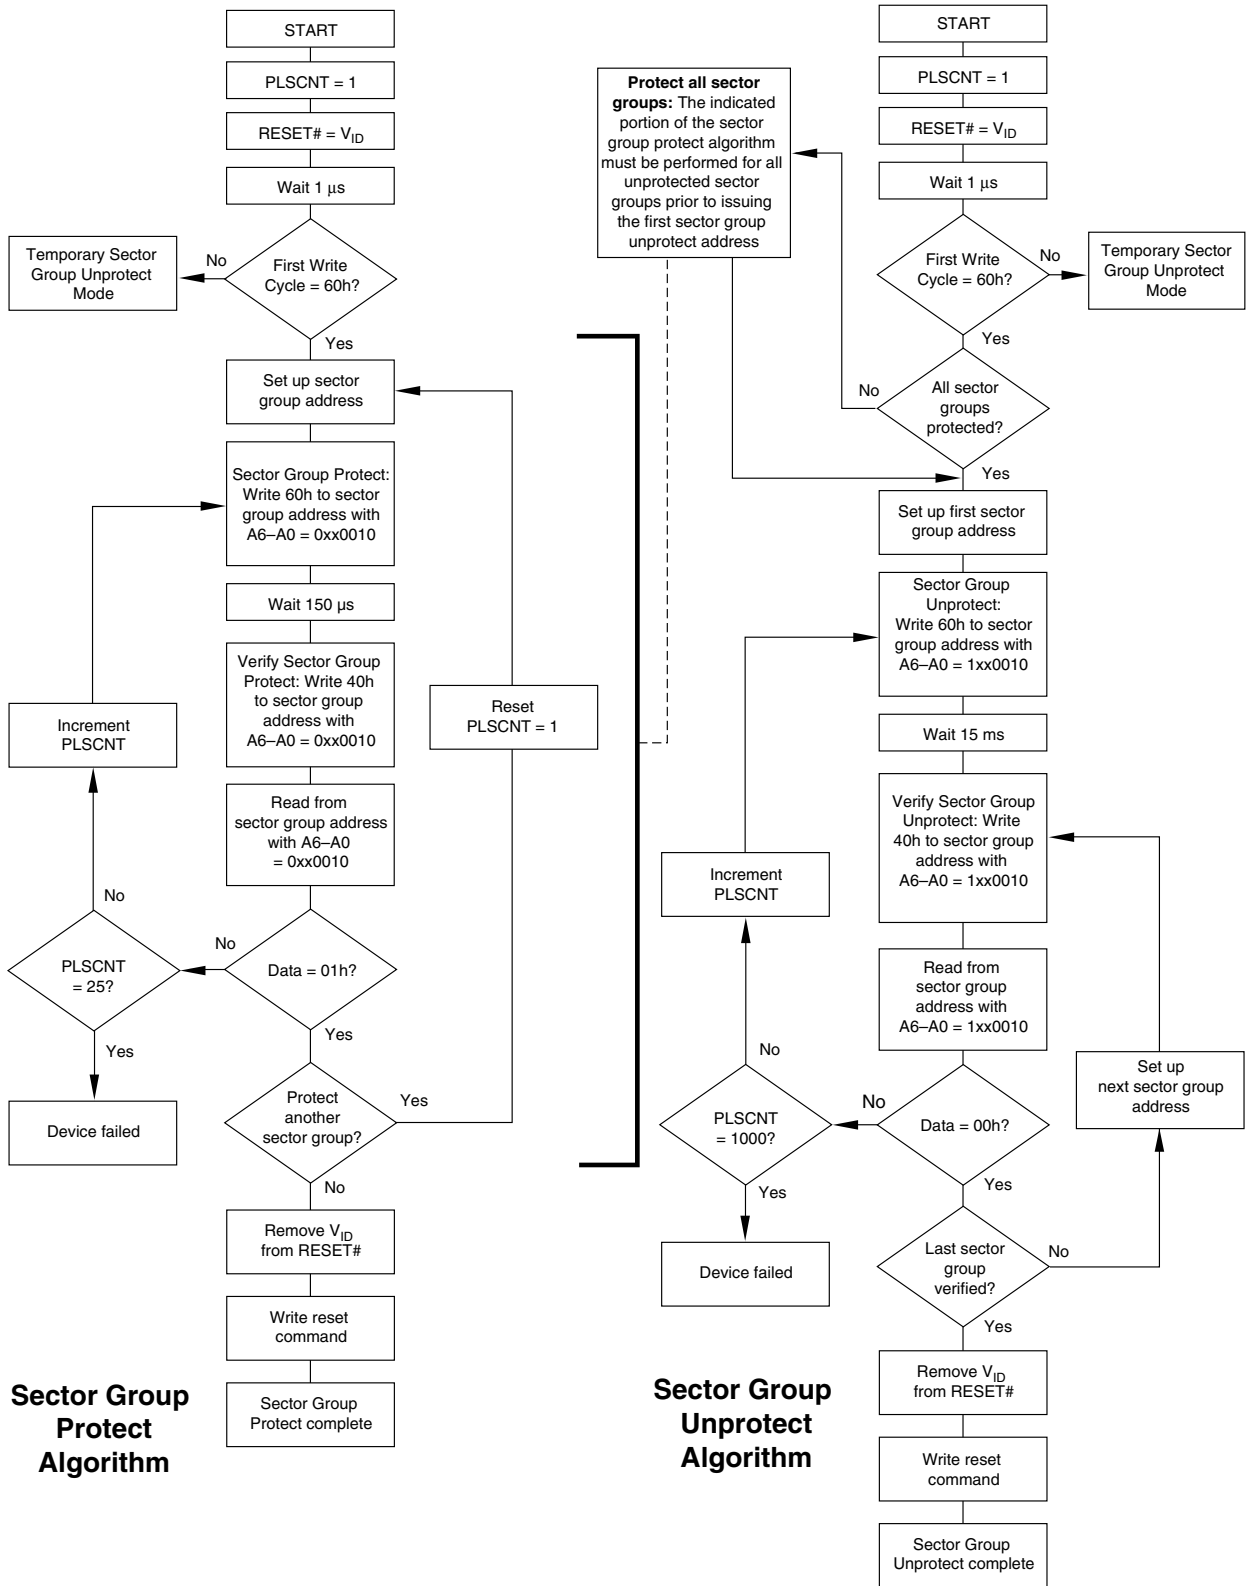 START
PLSCNT = 1
RESET# = VID
Wait 1 μs
First Write
Cycle = 60h?
No
Temporary Sector
Group Unprotect
Mode
Yes
Set up sector
group address
Sector Group Protect:
Write 60h to sector
group address with
A6–A0 = 0xx0010
Wait 150 µs
Verify Sector Group
Protect: Write 40h
to sector group
address with
A6–A0 = 0xx0010
Read from
sector group address
with A6–A0
= 0xx0010
Data = 01h?
No
PLSCNT
= 25?
No
Increment
PLSCNT
Yes
Device failed
Yes
Protect
another
sector group?
Yes
Reset
PLSCNT = 1
No
Remove VID
from RESET#
Write reset
command
Sector Group
Protect complete
Sector Group
Protect
Algorithm
Protect all sector
groups: The indicated
portion of the sector
group protect algorithm
must be performed for all
unprotected sector
groups prior to issuing
the first sector group
unprotect address
START
PLSCNT = 1
RESET# = VID
Wait 1 μs
First Write
Cycle = 60h?
No
Temporary Sector
Group Unprotect
Mode
Yes
All sector
groups
protected?
No
Yes
Set up first sector
group address
Sector Group
Unprotect:
Write 60h to sector
group address with
A6–A0 = 1xx0010
Wait 15 ms
Verify Sector Group
Unprotect: Write
40h to sector group
address with
A6–A0 = 1xx0010
Read from
sector group
address with
A6–A0 = 1xx0010
Data = 00h?
No
PLSCNT
= 1000?
No
Increment
PLSCNT
Yes
Device failed
Yes
Last sector
group
verified?
No
Set up
next sector group
address
Yes
Remove VID
from RESET#
Write reset
command
Sector Group
Unprotect complete
Sector Group
Unprotect
Algorithm